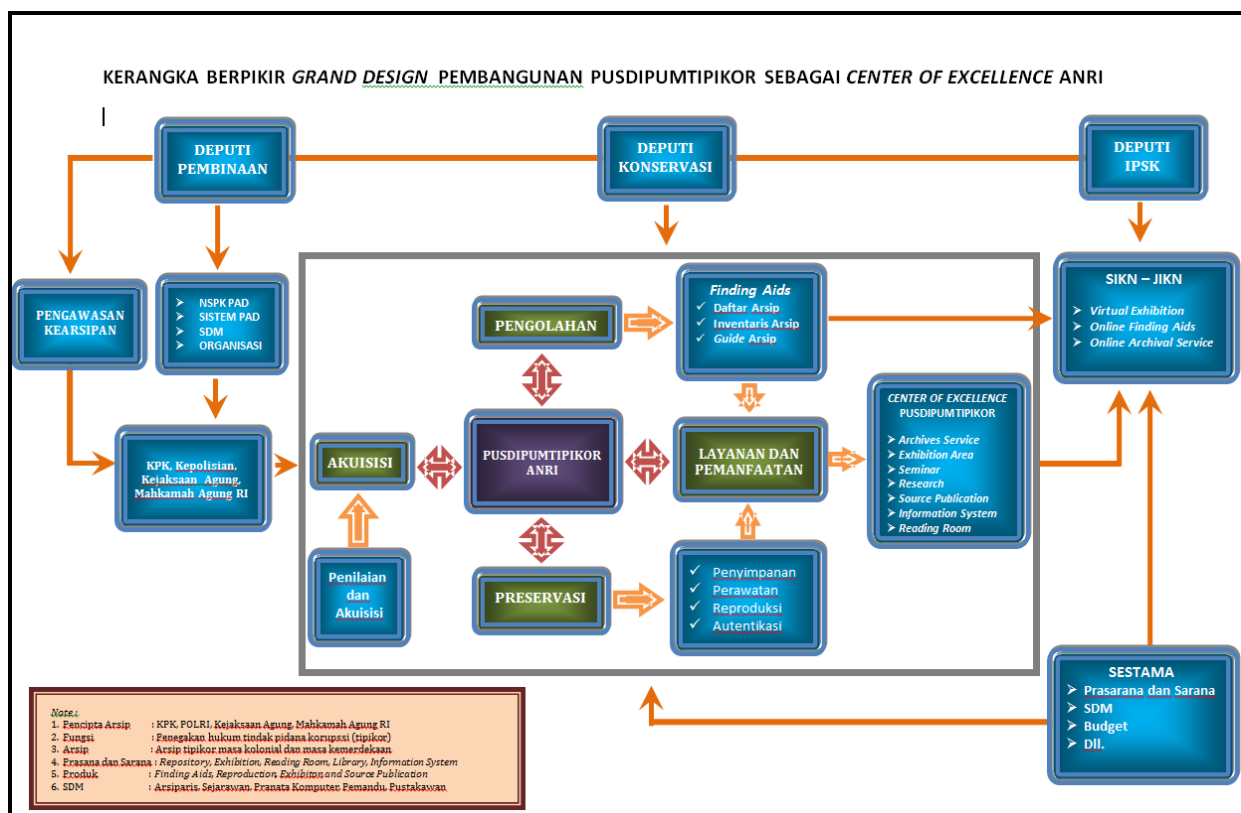 KERANGKA BERPIKIR GRAND DESIGN PEMBANGUNAN PUSDIPUMTIPIKOR SEBAGAI CENTER OF EXCELLENCE ANRI
DEPUTI
PEMBINAAN
DEPUTI
KONSERVASI
DEPUTI
IPSK
PENGAWASAN
KEARSIPAN
NSPK PAD
SISTEM PAD
SDM
ORGANISASI
PENGOLAHAN
Finding Aids
Daftar Arsip
Inventaris Arsip
Guide Arsip
SIKN – JIKN
Virtual Exhibition
Online Finding Aids
Online Archival Service
KPK, Kepolisian,
Kejaksaan Agung,
Mahkamah Agung RI
AKUISISI
PUSDIPUMTIPIKOR
ANRI
LAYANAN DAN
PEMANFAATAN
CENTER OF EXCELLENCE
PUSDIPUMTIPIKOR
Archives Service
Exhibition Area
Seminar
Research
Source Publication
Information System
Reading Room
Penilaian
dan
Akuisisi
PRESERVASI
Penyimpanan
Perawatan
Reproduksi
Autentikasi
SESTAMA
Prasarana dan Sarana
SDM
Budget
Dll.
Note.:
1. Pencipta Arsip : KPK, POLRI, Kejaksaan Agung, Mahkamah Agung RI
2. Fungsi : Penegakan hukum tindak pidana korupssi (tipikor)
3. Arsip : Arsip tipikor masa kolonial dan masa kemerdekaan
4. Prasana dan Sarana : Repository, Exhibition, Reading Room, Library, Information System
5. Produk : Finding Aids, Reproduction, Exhibiton and Source Publication
6. SDM : Arsiparis, Sejarawan, Pranata Komputer, Pemandu, Pustakawan